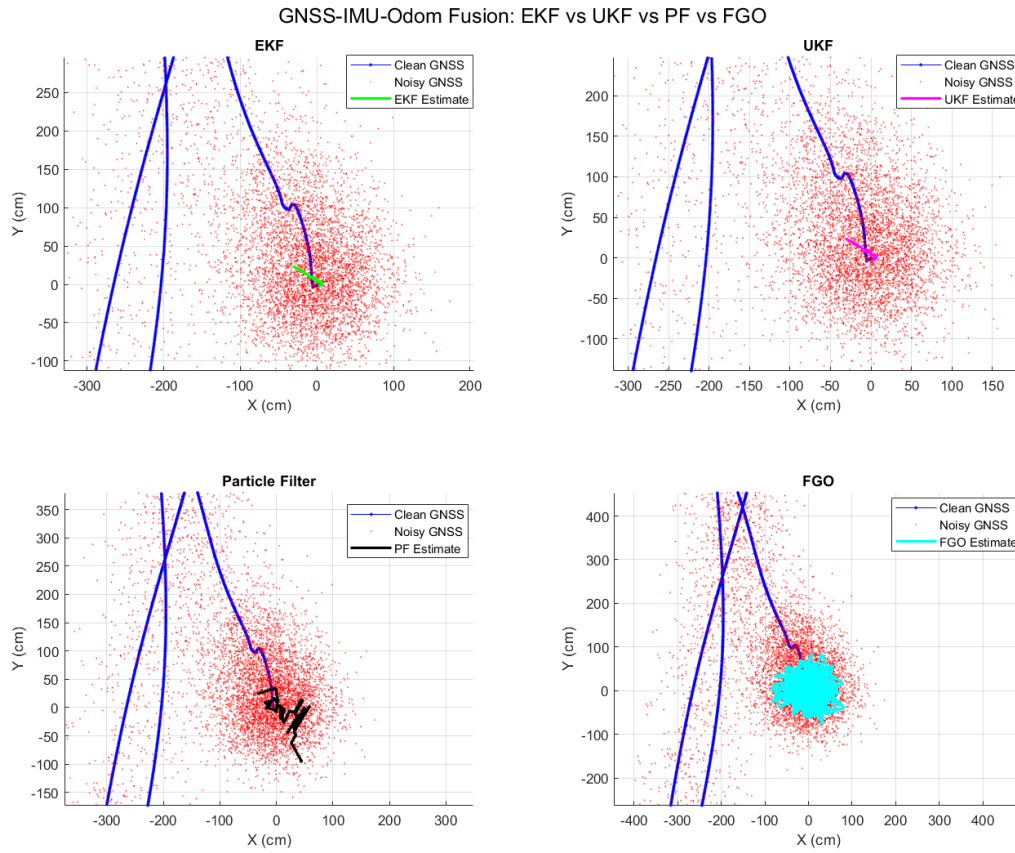 GNSS-IMU-Odom Fusion: EKF vs UKF vs PF vs FGO
EKF
Clean GNSS
Noisy GNSS
EKF Estimate
250
200
150
100
50
0
-50
-100
Y (cm)
-300
-200
-100
0
100
200
X (cm)
UKF
Clean GNSS
Noisy GNSS
UKF Estimate
200
150
100
50
0
-50
-100
Y (cm)
-300
-250
-200
-150
-100
-50
0
50
100
150
X (cm)
Particle Filter
Clean GNSS
Noisy GNSS
PF Estimate
350
300
250
200
150
100
50
0
-50
-100
-150
Y (cm)
-300
-200
-100
0
100
200
300
X (cm)
FGO
Clean GNSS
Noisy GNSS
FGO Estimate
400
300
200
100
0
-100
-200
Y (cm)
-400
-300
-200
-100
0
100
200
300
400
X (cm)